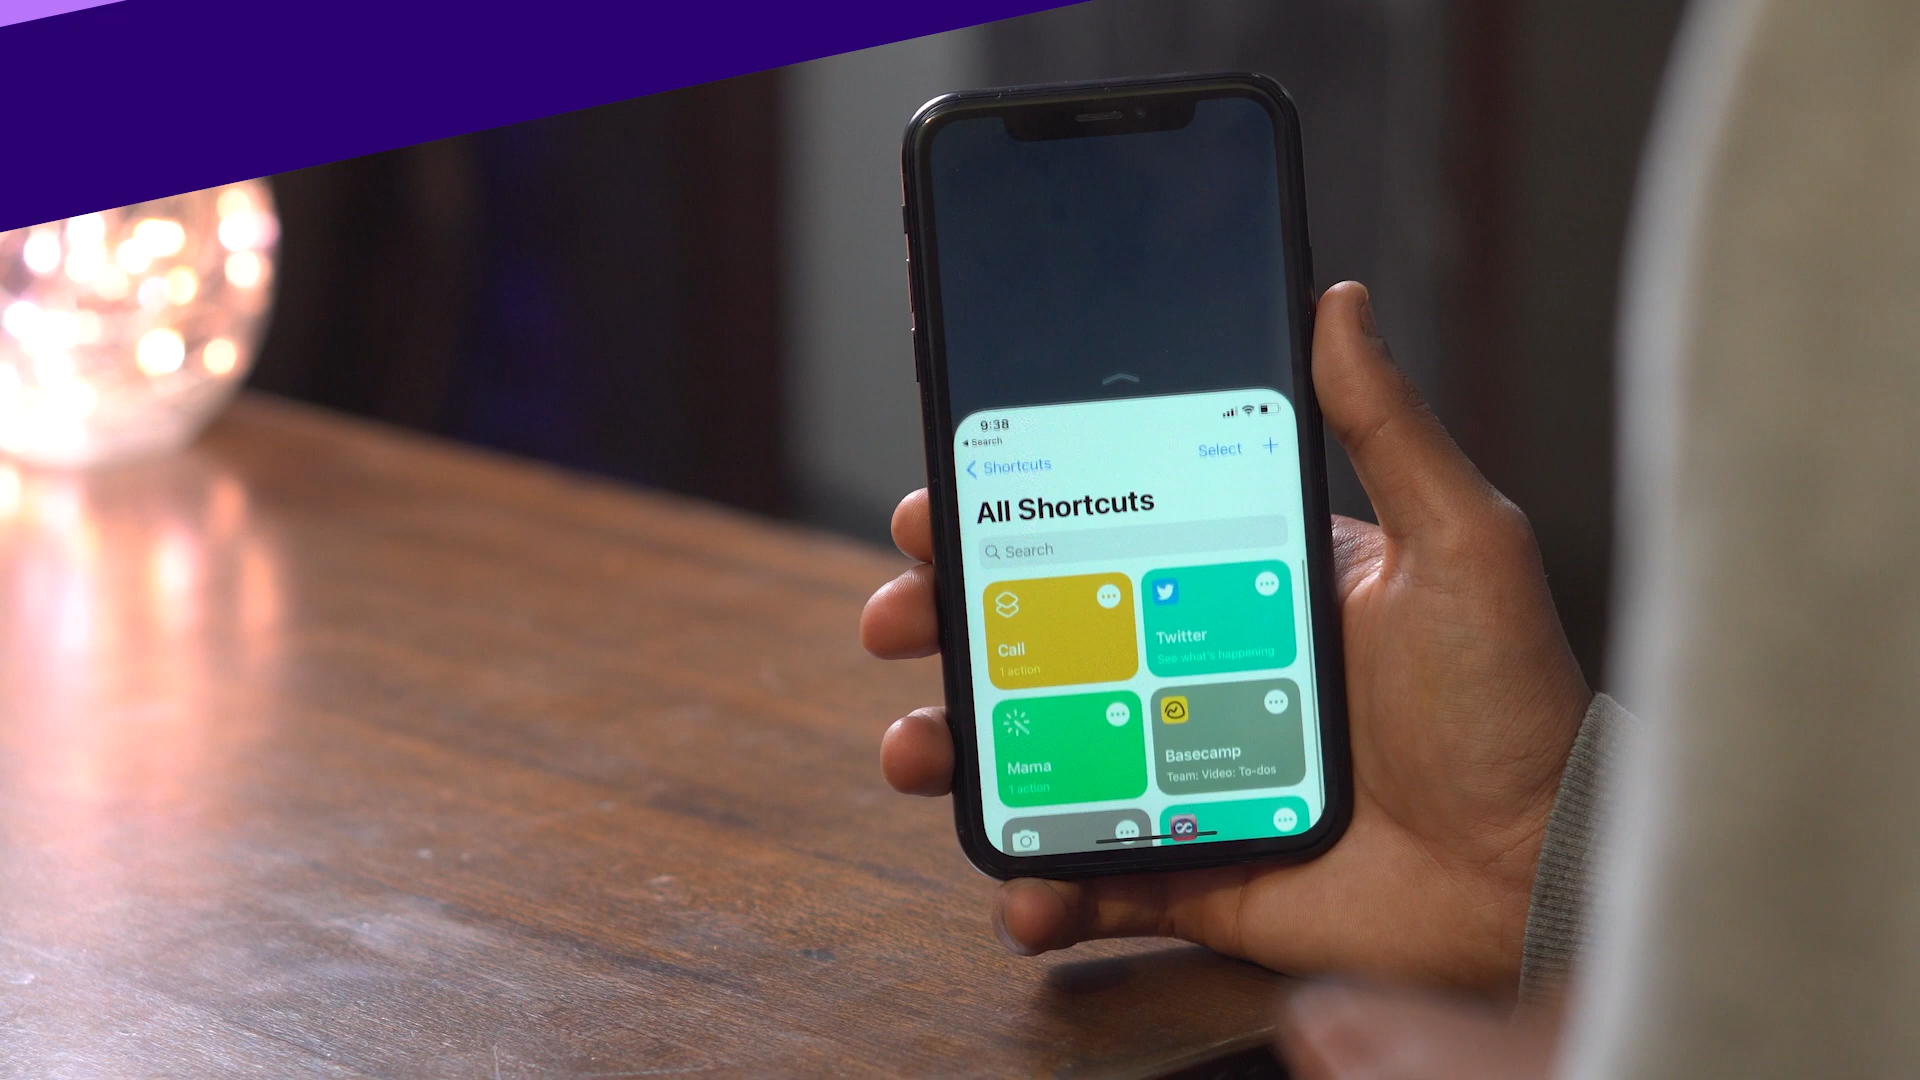 9:38
Search
Shortcuts
Select
All Shortcuts
Search
Call
1 action
Twitter
See what's happening
Mama
1 action
Basecamp
Team: Video: To-dos